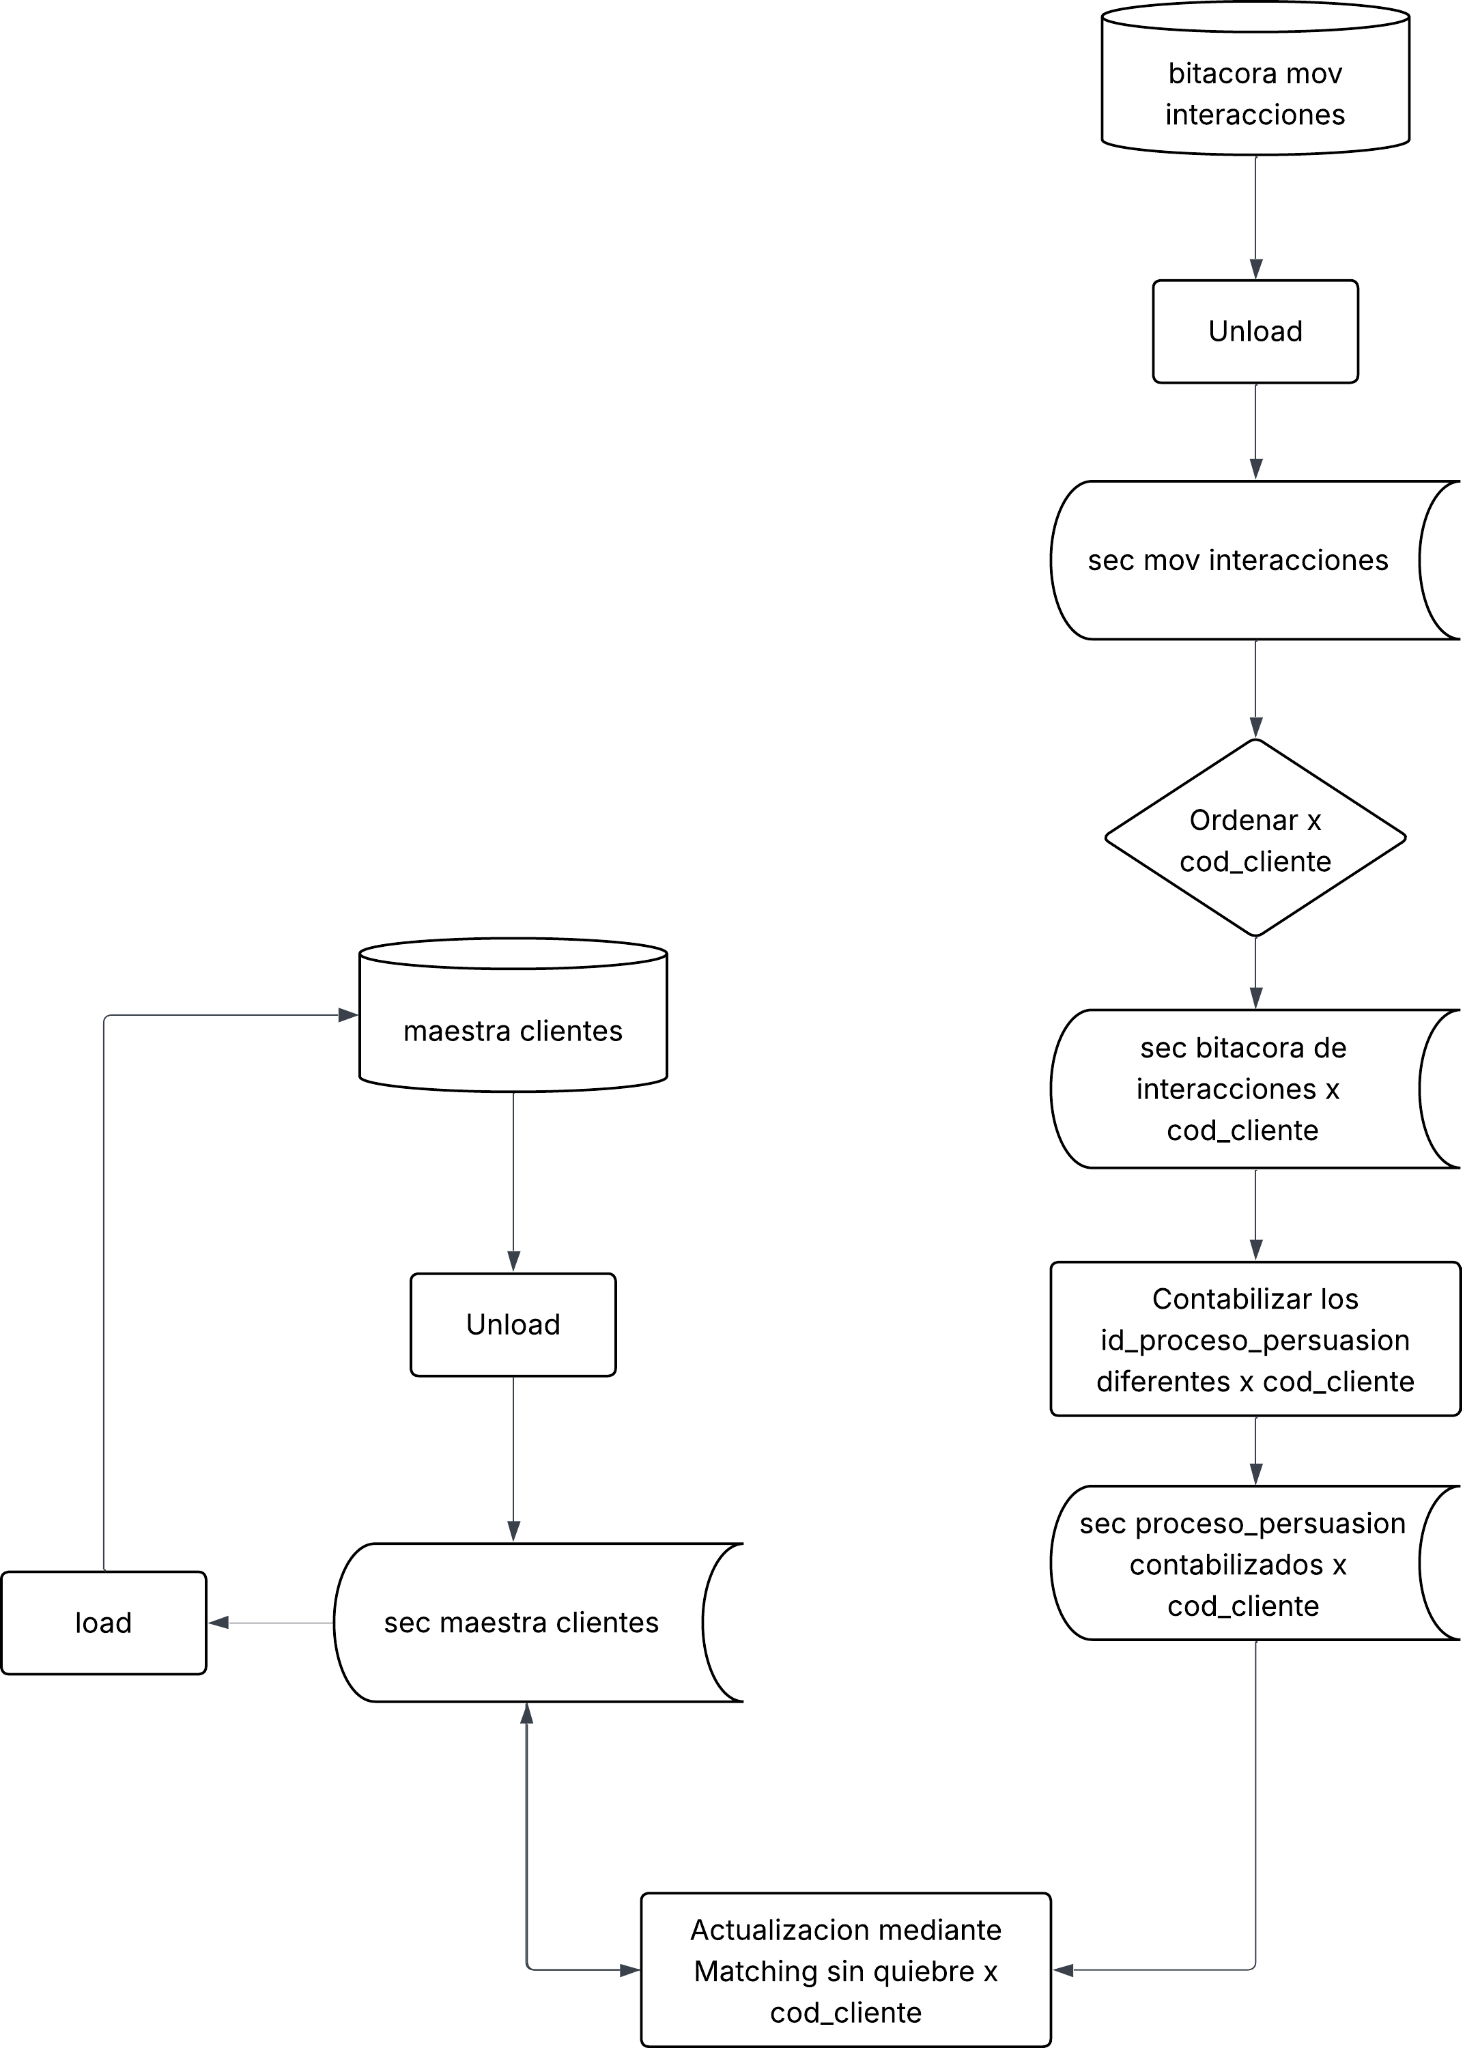 bitacora mov
interacciones
Unload
sec mov interacciones
Ordenar x
cod_cliente
sec bitacora de
interacciones x
cod_cliente
Contabilizar los
id_proceso_persuasion
diferentes x cod_cliente
sec proceso_persuasion
contabilizados x
cod_cliente
maestra clientes
Unload
sec maestra clientes
load
Actualizacion mediante
Matching sin quiebre x
cod_cliente